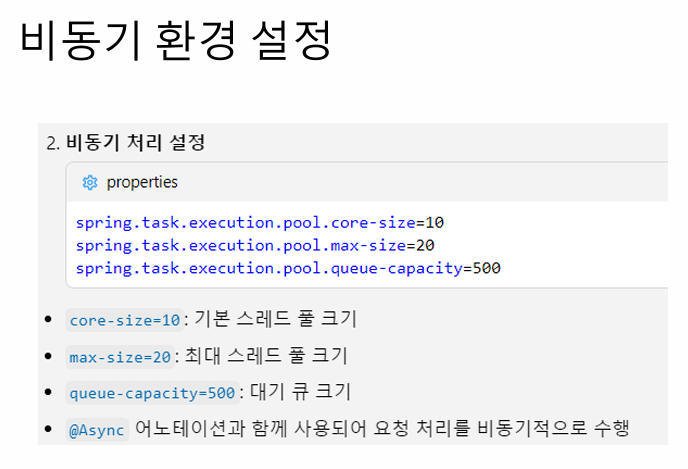 비동기 환경 설정
2. 비동기 처리 설정
properties
spring.task.execution.pool.core-size=10
spring.task.execution.pool.max-size=20
spring.task.execution.pool.queue-capacity=500
• core-size=10: 기본 스레드 풀 크기
• max-size=20: 최대 스레드 풀 크기
• queue-capacity=500: 대기 큐 크기
• @Async 어노테이션과 함께 사용되어 요청 처리를 비동기적으로 수행